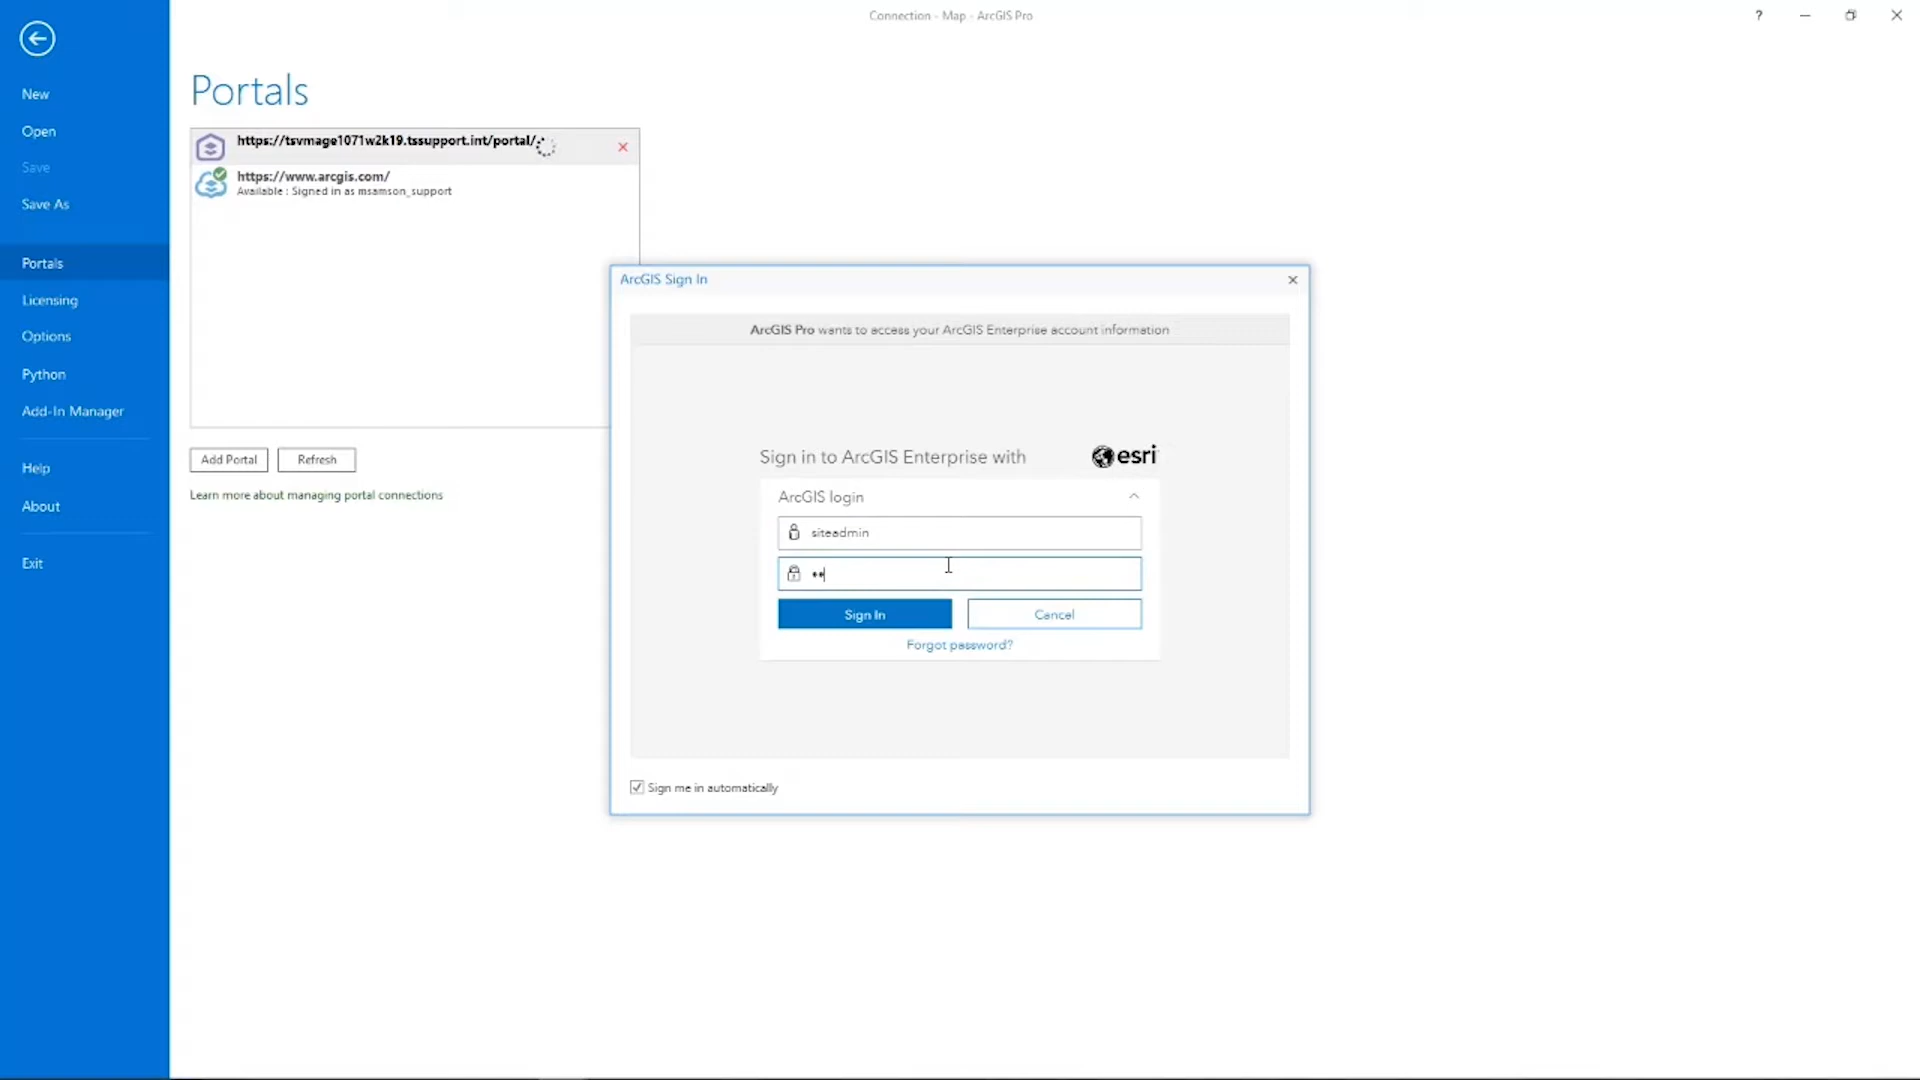 Connection - Map - ArcGIS Pro
?
New
Open
Save
Save As
Portals
Licensing
Options
Python
Add-In Manager
Help
About
Exit
Portals
https://tsvmage1071w2k19.tssupport.int/portal/
https://www.arcgis.com/
Available : Signed in as msamson_support
Add Portal
Refresh
Learn more about managing portal connections
ArcGIS Sign In
ArcGIS Pro wants to access your ArcGIS Enterprise account information
Sign in to ArcGIS Enterprise with
esri
ArcGIS login
siteadmin
**
Sign In
Cancel
Forgot password?
Sign me in automatically